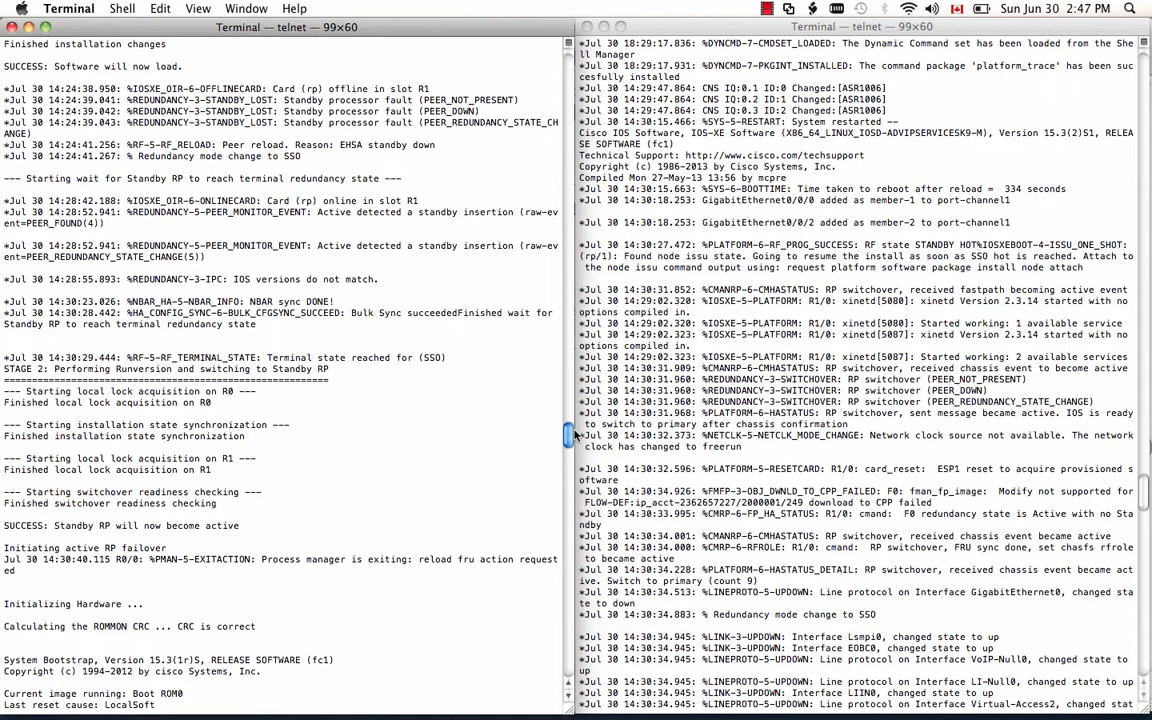 Terminal Shell Edit View Window Help
Sun Jun 30 2:47 PM
Terminal — telnet — 99×60
Finished installation changes
SUCCESS: Software will now load.
*Jul 30 14:24:38.950: %IOSXE_OIR-6-OFFLINECARD: Card (rp) offline in slot R1
*Jul 30 14:24:39.041: %REDUNDANCY-3-STANDBY_LOST: Standby processor fault (PEER_NOT_PRESENT)
*Jul 30 14:24:39.042: %REDUNDANCY-3-STANDBY_LOST: Standby processor fault (PEER_DOWN)
*Jul 30 14:24:39.043: %REDUNDANCY-3-STANDBY_LOST: Standby processor fault (PEER_REDUNDANCY_STATE_CH
ANGE)
*Jul 30 14:24:41.256: %RF-5-RF_RELOAD: Peer reload. Reason: EHSA standby down
*Jul 30 14:24:41.267: % Redundancy mode change to SSO
--- Starting wait for Standby RP to reach terminal redundancy state ---
*Jul 30 14:28:42.188: %IOSXE_OIR-6-ONLINECARD: Card (rp) online in slot R1
*Jul 30 14:28:52.941: %REDUNDANCY-5-PEER_MONITOR_EVENT: Active detected a standby insertion (raw-ev
ent=PEER_FOUND(4))
*Jul 30 14:28:52.941: %REDUNDANCY-5-PEER_MONITOR_EVENT: Active detected a standby insertion (raw-ev
ent=PEER_REDUNDANCY_STATE_CHANGE(5))
*Jul 30 14:28:55.893: %REDUNDANCY-3-IPC: IOS versions do not match.
*Jul 30 14:30:23.026: %NBAR_HA-5-NBAR_INFO: NBAR sync DONE!
*Jul 30 14:30:28.442: %HA_CONFIG_SYNC-6-BULK_CFGSYNC_SUCCEED: Bulk Sync succeededFinished wait for
Standby RP to reach terminal redundancy state
*Jul 30 14:30:29.444: %RF-5-RF_TERMINAL_STATE: Terminal state reached for (SSO)
STAGE 2: Performing Runversion and switching to Standby RP
==========================================================
--- Starting local lock acquisition on R0 ---
Finished local lock acquisition on R0
--- Starting installation state synchronization ---
Finished installation state synchronization
--- Starting local lock acquisition on R1 ---
Finished local lock acquisition on R1
--- Starting switchover readiness checking ---
Finished switchover readiness checking
SUCCESS: Standby RP will now become active
Initiating active RP failover
Jul 30 14:30:40.115 R0/0: %PMAN-5-EXITACTION: Process manager is exiting: reload fru action request
ed
Initializing Hardware ...
Calculating the ROMMON CRC ... CRC is correct
System Bootstrap, Version 15.3(1r)S, RELEASE SOFTWARE (fc1)
Copyright (c) 1994-2012 by cisco Systems, Inc.
Current image running: Boot ROM0
Last reset cause: LocalSoft
Terminal — telnet — 99×60
*Jul 30 18:29:17.836: %DYNCMD-7-CMDSET_LOADED: The Dynamic Command set has been loaded from the She
ll Manager
*Jul 30 18:29:17.931: %DYNCMD-7-PKGINT_INSTALLED: The command package 'platform_trace' has been suc
cesfully installed
*Jul 30 14:29:47.864: CNS IQ:0.1 ID:0 Changed:[ASR1006]
*Jul 30 14:29:47.864: CNS IQ:0.2 ID:1 Changed:[ASR1006]
*Jul 30 14:29:47.864: CNS IQ:0.3 ID:2 Changed:[ASR1006]
*Jul 30 14:30:15.466: %SYS-5-RESTART: System restarted --
Cisco IOS Software, IOS-XE Software (X86_64_LINUX_IOSD-ADVIPSERVICESK9-M), Version 15.3(2)S1, RELEA
SE SOFTWARE (fc1)
Technical Support: http://www.cisco.com/techsupport
Copyright (c) 1986-2013 by Cisco Systems, Inc.
Compiled Mon 27-May-13 13:56 by mcpre
*Jul 30 14:30:15.663: %SYS-6-BOOTTIME: Time taken to reboot after reload =  334 seconds
*Jul 30 14:30:18.253: GigabitEthernet0/0/0 added as member-1 to port-channel1
*Jul 30 14:30:18.253: GigabitEthernet0/0/2 added as member-2 to port-channel1
*Jul 30 14:30:27.472: %PLATFORM-6-RF_PROG_SUCCESS: RF state STANDBY HOT%IOSXEBOOT-4-ISSU_ONE_SHOT:
(rp/1): Found node issu state. Going to resume the install as soon as SSO hot is reached. Attach to
the node issu command output using: request platform software package install node attach
*Jul 30 14:30:31.852: %CMANRP-6-CMHASTATUS: RP switchover, received fastpath becoming active event
*Jul 30 14:29:02.320: %IOSXE-5-PLATFORM: R1/0: xinetd[5080]: xinetd Version 2.3.14 started with no
options compiled in.
*Jul 30 14:29:02.320: %IOSXE-5-PLATFORM: R1/0: xinetd[5080]: Started working: 1 available service
*Jul 30 14:29:02.323: %IOSXE-5-PLATFORM: R1/0: xinetd[5087]: xinetd Version 2.3.14 started with no
options compiled in.
*Jul 30 14:29:02.323: %IOSXE-5-PLATFORM: R1/0: xinetd[5087]: Started working: 2 available services
*Jul 30 14:30:31.909: %CMANRP-6-CMHASTATUS: RP switchover, received chassis event to become active
*Jul 30 14:30:31.960: %REDUNDANCY-3-SWITCHOVER: RP switchover (PEER_NOT_PRESENT)
*Jul 30 14:30:31.960: %REDUNDANCY-3-SWITCHOVER: RP switchover (PEER_DOWN)
*Jul 30 14:30:31.960: %REDUNDANCY-3-SWITCHOVER: RP switchover (PEER_REDUNDANCY_STATE_CHANGE)
*Jul 30 14:30:31.968: %PLATFORM-6-HASTATUS: RP switchover, sent message became active. IOS is ready
to switch to primary after chassis confirmation
*Jul 30 14:30:32.373: %NETCLK-5-NETCLK_MODE_CHANGE: Network clock source not available. The network
clock has changed to freerun
*Jul 30 14:30:32.596: %PLATFORM-5-RESETCARD: R1/0: card_reset:  ESP1 reset to acquire provisioned s
oftware
*Jul 30 14:30:34.926: %FMFP-3-OBJ_DWNLD_TO_CPP_FAILED: F0: fman_fp_image:  Modify not supported for
FLOW-DEF:ip_acct-2362657227/2000001/249 download to CPP failed
*Jul 30 14:30:33.995: %CMRP-6-FP_HA_STATUS: R1/0: cmand:  F0 redundancy state is Active with no Sta
ndby
*Jul 30 14:30:34.001: %CMANRP-6-CMHASTATUS: RP switchover, received chassis event became active
*Jul 30 14:30:34.000: %CMRP-6-RFROLE: R1/0: cmand:  RP switchover, FRU sync done, set chasfs rfrole
to became active
*Jul 30 14:30:34.228: %PLATFORM-6-HASTATUS_DETAIL: RP switchover, received chassis event became act
ive. Switch to primary (count 9)
*Jul 30 14:30:34.513: %LINEPROTO-5-UPDOWN: Line protocol on Interface GigabitEthernet0, changed sta
te to down
*Jul 30 14:30:34.883: % Redundancy mode change to SSO
*Jul 30 14:30:34.945: %LINK-3-UPDOWN: Interface Lsmpi0, changed state to up
*Jul 30 14:30:34.945: %LINK-3-UPDOWN: Interface EOBC0, changed state to up
*Jul 30 14:30:34.945: %LINEPROTO-5-UPDOWN: Line protocol on Interface VoIP-Null0, changed state to
up
*Jul 30 14:30:34.945: %LINEPROTO-5-UPDOWN: Line protocol on Interface LI-Null0, changed state to up
*Jul 30 14:30:34.945: %LINK-3-UPDOWN: Interface LIIN0, changed state to up
*Jul 30 14:30:34.945: %LINEPROTO-5-UPDOWN: Line protocol on Interface Virtual-Access2, changed stat